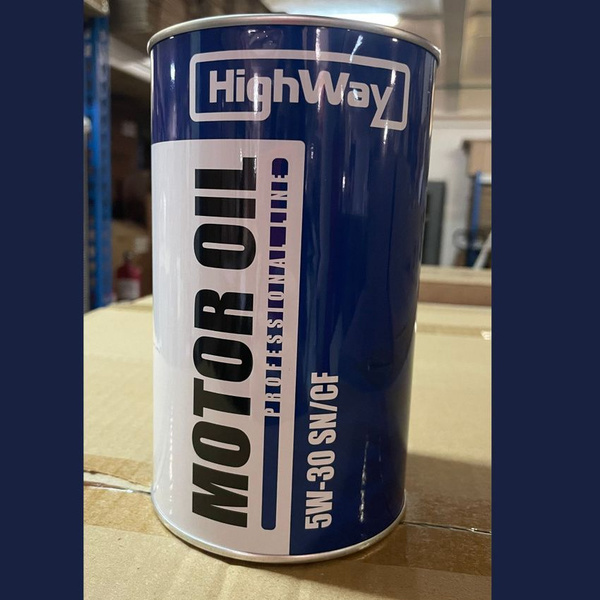 HighWay
MOTOR OIL
PROFESSIONAL LINE
5W-30 SN/CF